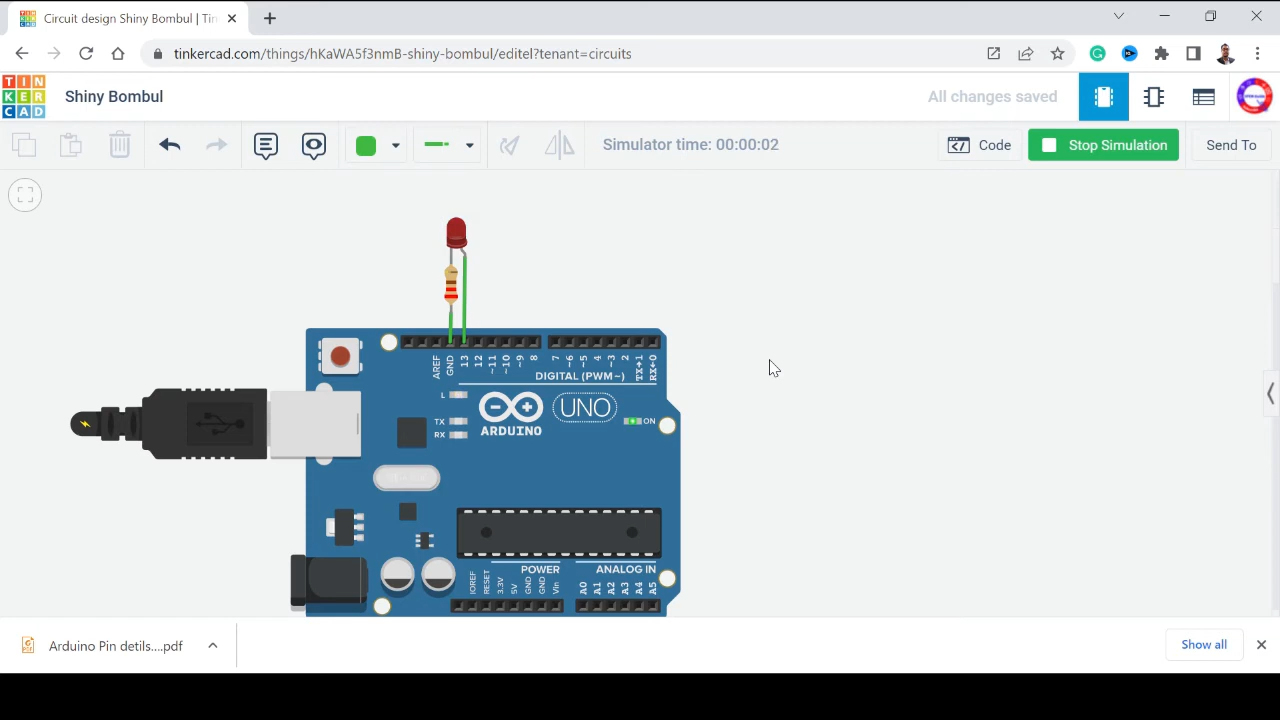 Circuit design Shiny Bombul | Tin
tinkercad.com/things/hKaWA5f3nmB-shiny-bombul/editel?tenant=circuits
TIN
KER
CAD
Shiny Bombul
All changes saved
Simulator time: 00:00:02
Code
Stop Simulation
Send To
AREF
GND
13
12
~11
~10
~9
8
7
~6
~5
4
~3
2
TX→1
RX←0
DIGITAL (PWM~)
L
TX
RX
ARDUINO
UNO
ON
POWER
ANALOG IN
IOREF
RESET
3.3V
5V
GND
GND
Vin
A0
A1
A2
A3
A4
A5
Arduino Pin detils....pdf
Show all